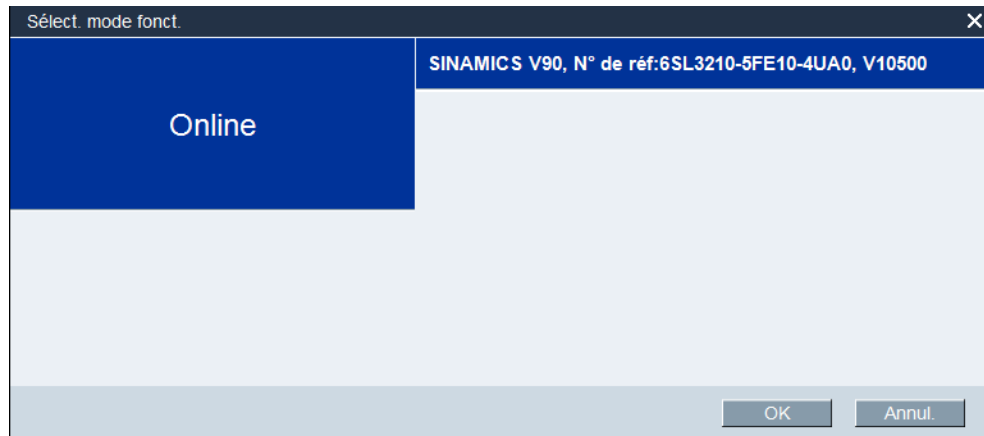 Sélect. mode fonct.
Online
SINAMICS V90, N° de réf:6SL3210-5FE10-4UA0, V10500
OK
Annul.